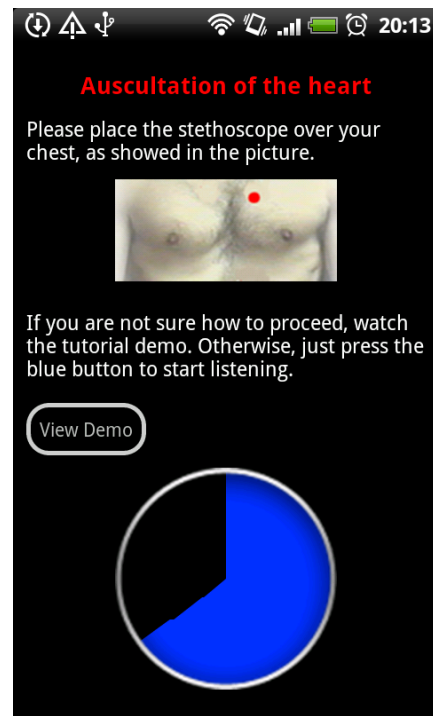 20:13
Auscultation of the heart
Please place the stethoscope over your
chest, as showed in the picture.
If you are not sure how to proceed, watch
the tutorial demo. Otherwise, just press the
blue button to start listening.
View Demo